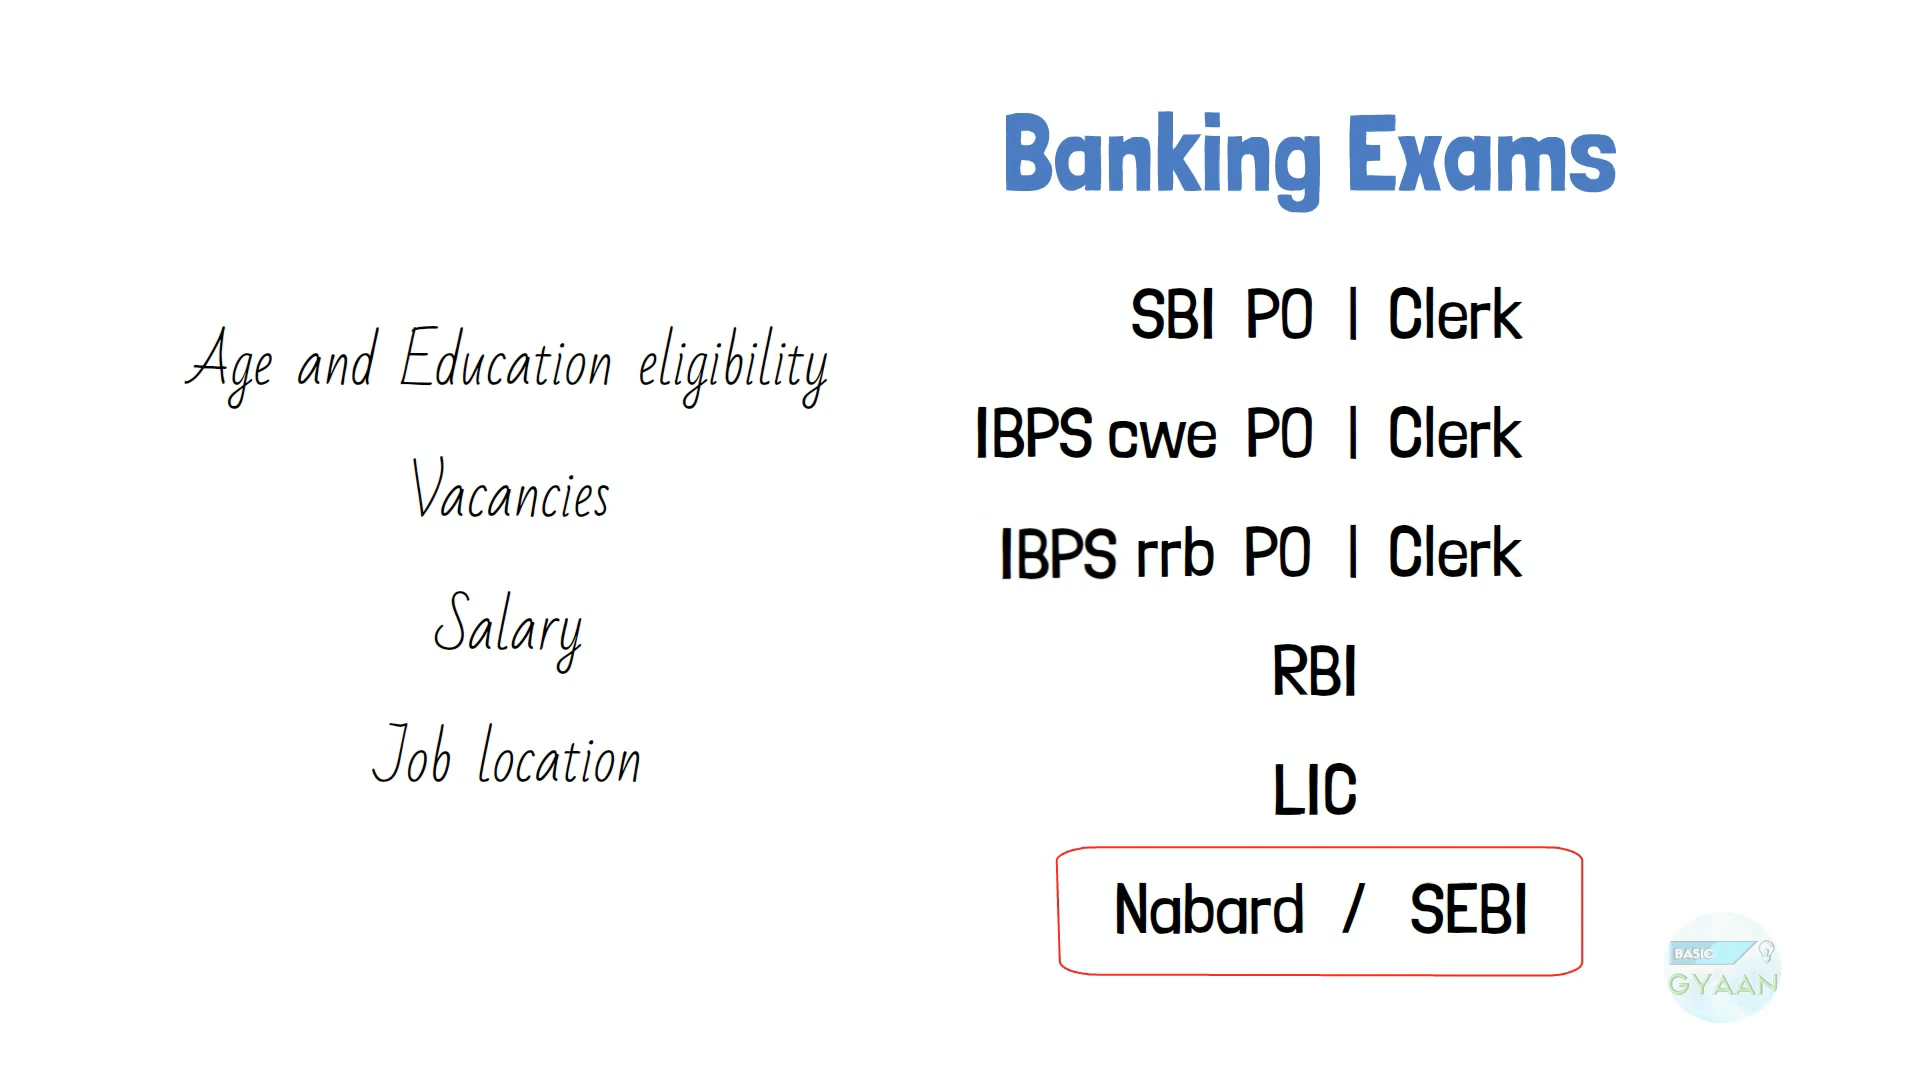 Banking Exams
Age and Education eligibility
Vacancies
Salary
Job location
SBI PO | Clerk
IBPS cwe PO | Clerk
IBPS rrb PO | Clerk
RBI
LIC
Nabard / SEBI
BASIC
GYAAN